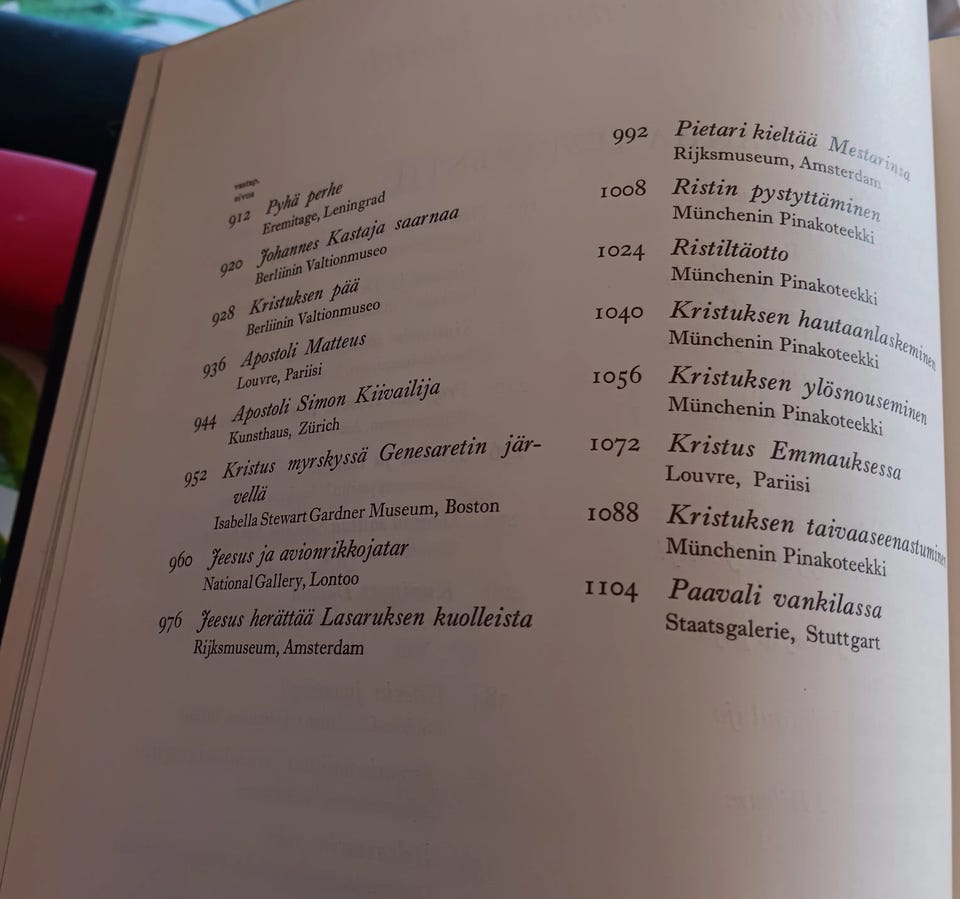 vastap.
sivua
912 Pyhä perhe
Eremitage, Leningrad
920 Johannes Kastaja saarnaa
Berliinin Valtionmuseo
928 Kristuksen pää
Berliinin Valtionmuseo
936 Apostoli Matteus
Louvre, Pariisi
944 Apostoli Simon Kiivailija
Kunsthaus, Zürich
952 Kristus myrskyssä Genesaretin jär-
vellä
Isabella Stewart Gardner Museum, Boston
960 Jeesus ja avionrikkojatar
National Gallery, Lontoo
976 Jeesus herättää Lasaruksen kuolleista
Rijksmuseum, Amsterdam
992 Pietari kieltää Mestarinsa
Rijksmuseum, Amsterdam
1008 Ristin pystyttäminen
Münchenin Pinakoteekki
1024 Ristiltäotto
Münchenin Pinakoteekki
1040 Kristuksen hautaanlaskeminen
Münchenin Pinakoteekki
1056 Kristuksen ylösnouseminen
Münchenin Pinakoteekki
1072 Kristus Emmauksessa
Louvre, Pariisi
1088 Kristuksen taivaaseenastuminen
Münchenin Pinakoteekki
1104 Paavali vankilassa
Staatsgalerie, Stuttgart